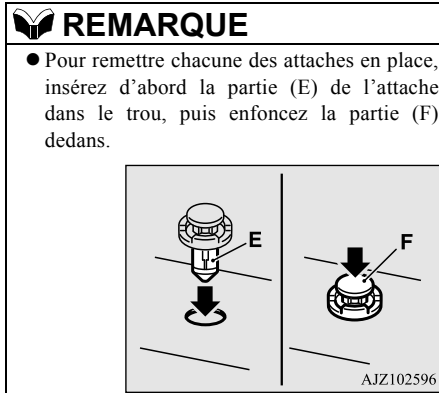 REMARQUE
● Pour remettre chacune des attaches en place,
insérez d’abord la partie (E) de l’attache
dans le trou, puis enfoncez la partie (F)
dedans.
E
F
AJZ102596